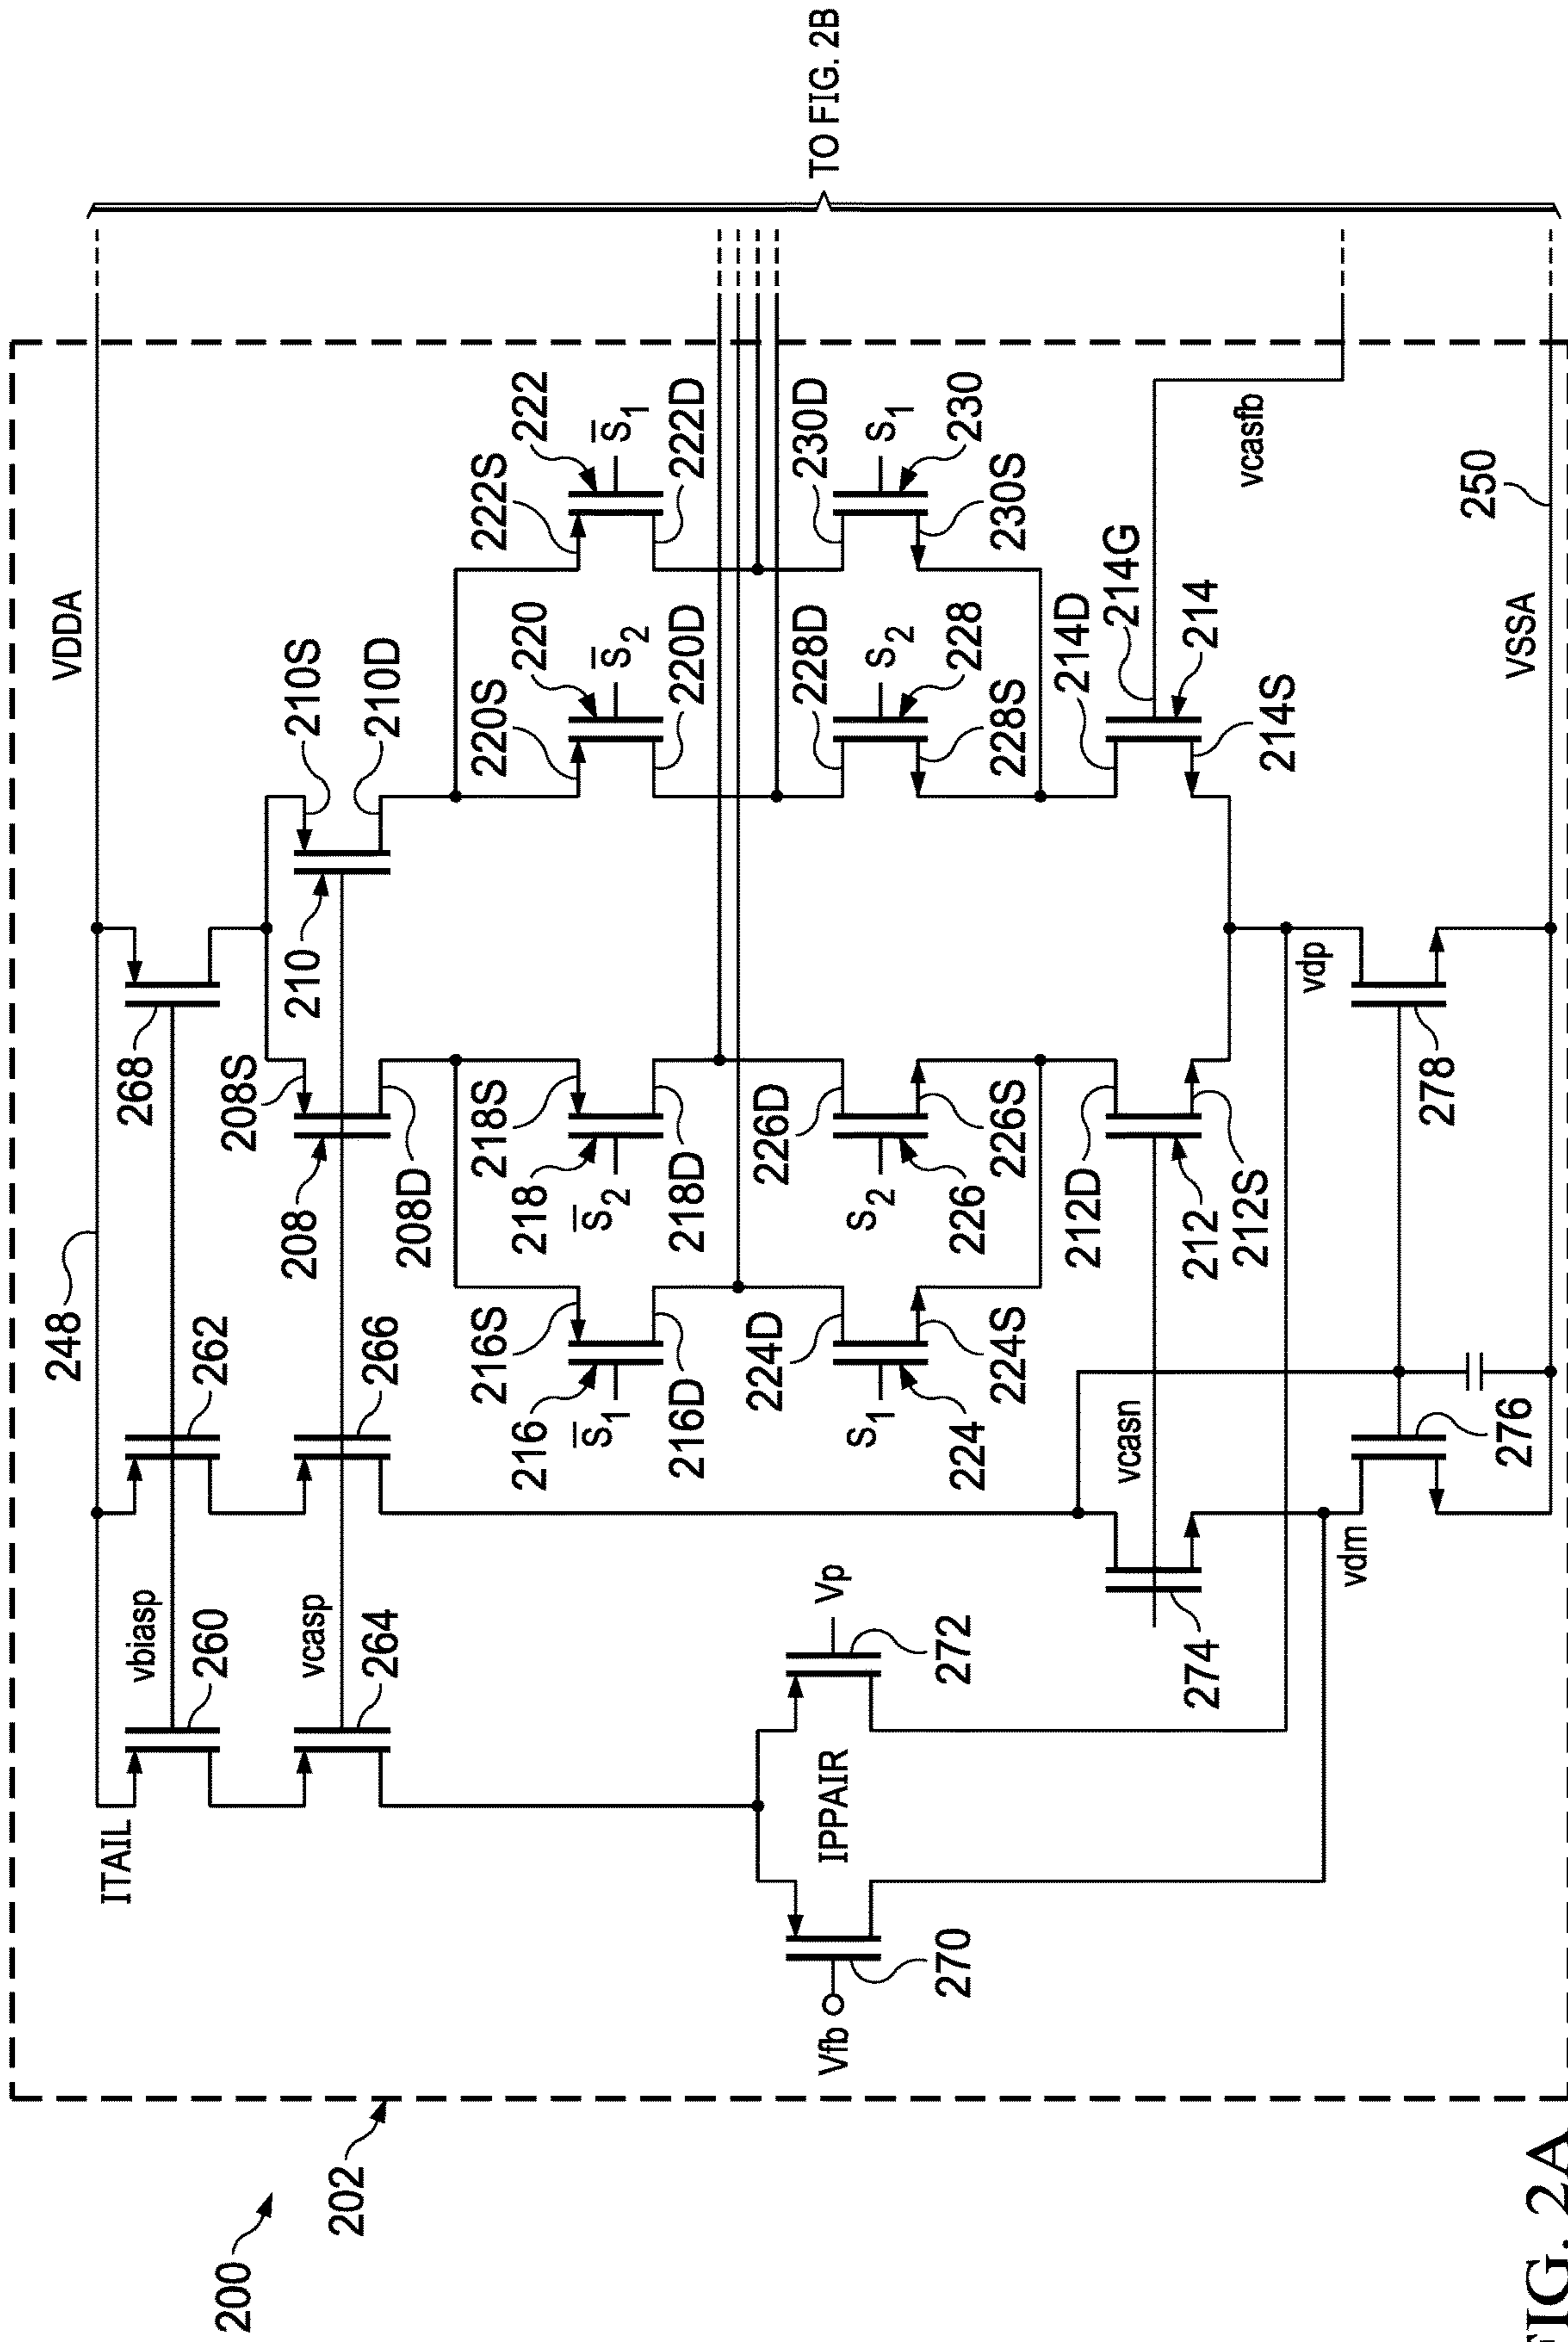 VDDA
248
ITAIL
vbiasp
260
262
268
200
202
vcasp
264
266
208S
208
208D
210
210S
210D
216S
216
S̅1
216D
218S
218
S̅2
218D
220S
220
S̅2
220D
222S
222
S̅1
222D
TO FIG. 2B
Vfb
270
IPPAIR
Vp
272
224D
S1
224
224S
226D
S2
226
226S
228D
S2
228
228S
230D
S1
230
230S
vcasn
274
212D
212
212S
214D
214G
214
214S
vcasfb
vdm
276
vdp
278
250
VSSA
FIG. 2A